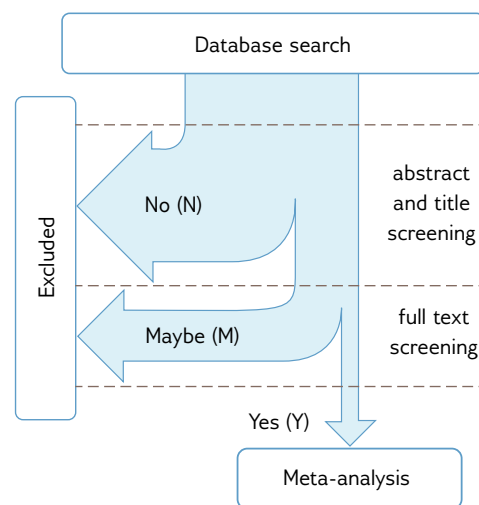 Database search
Excluded
No (N)
abstract
and title
screening
Maybe (M)
full text
screening
Yes (Y)
Meta-analysis